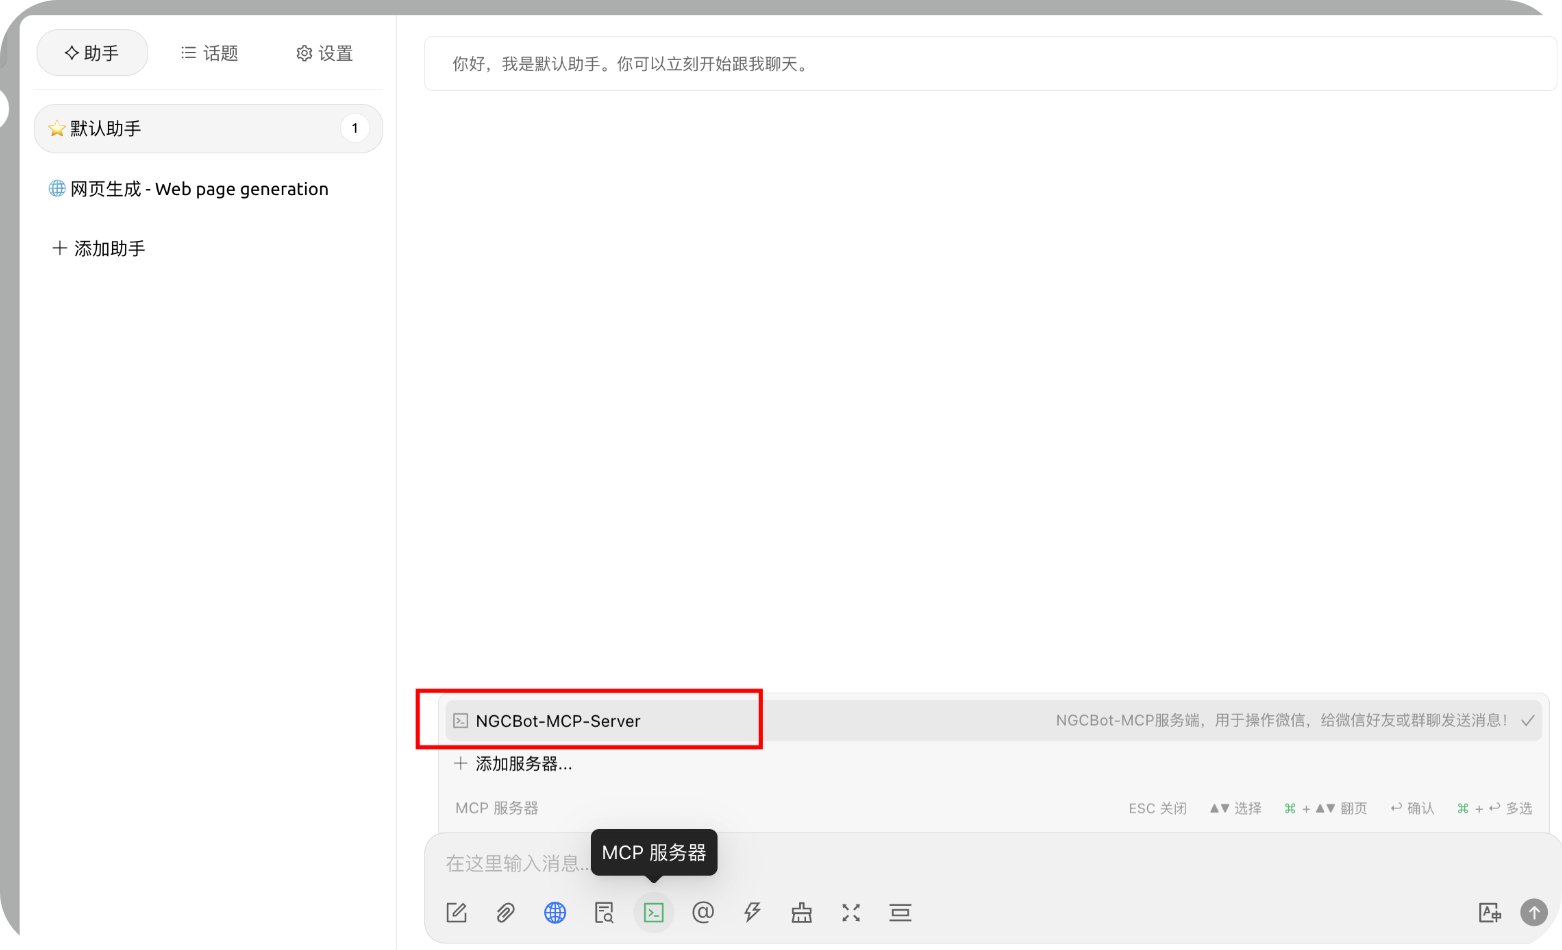 助手 话题 设置
默认助手 1
网页生成 - Web page generation
添加助手
你好，我是默认助手。你可以立刻开始跟我聊天。
NGCBot-MCP-Server NGCBot-MCP服务端，用于操作微信，给微信好友或群聊发送消息！
添加服务器...
MCP 服务器 ESC 关闭 ▲▼ 选择 ⌘ + ▲▼ 翻页 ↩ 确认 ⌘ + ↩ 多选
MCP 服务器
在这里输入消息...